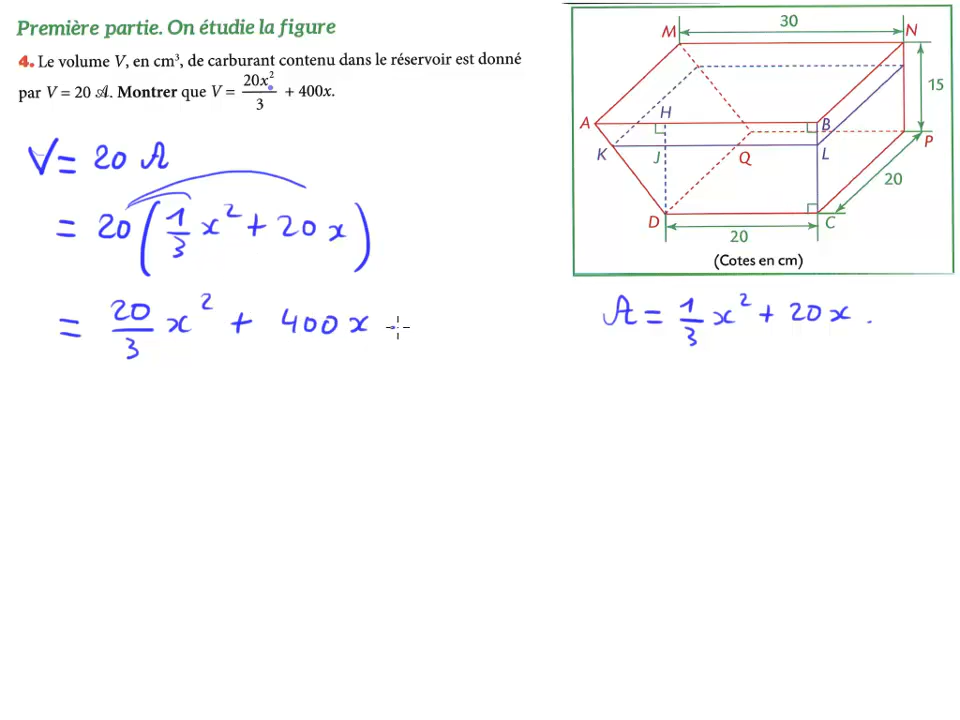 Première partie. On étudie la figure
4. Le volume V, en cm³, de carburant contenu dans le réservoir est donné
par V = 20 𝒜. Montrer que V = 20x²/3 + 400x.
V = 20 𝒜
= 20 (1/3 x² + 20x)
= 20/3 x² + 400x
M 30 N
15
A H B
K J Q L P
20
D C
20
(Cotes en cm)
𝒜 = 1/3 x² + 20x.